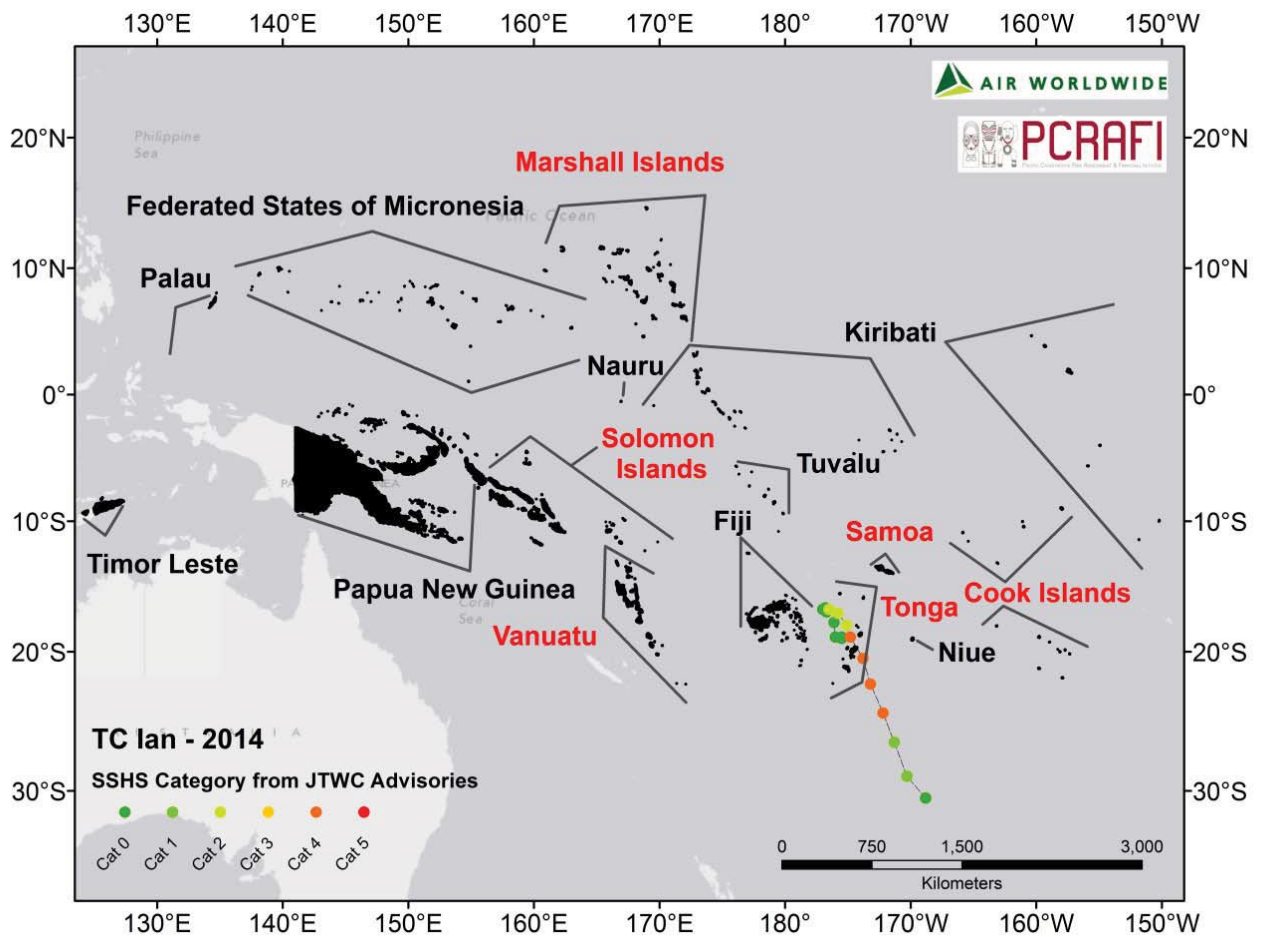 130°E 140°E 150°E 160°E 170°E 180° 170°W 160°W 150°W
AIR WORLDWIDE
20°N
Philippine
Sea
PCRAFI
20°N
Marshall Islands
Federated States of Micronesia
Pacific Ocean
10°N
Palau
10°N
Kiribati
Nauru
0°
0°
Solomon
Islands
Tuvalu
10°S
Fiji
10°S
Samoa
Timor Leste
Papua New Guinea
Cook Islands
Coral
Sea
Tonga
Vanuatu
20°S
Niue
20°S
TC Ian - 2014
SSHS Category from JTWC Advisories
30°S
30°S
Cat 0 Cat 1 Cat 2 Cat 3 Cat 4 Cat 5
0 750 1,500 3,000
Kilometers
130°E 140°E 150°E 160°E 170°E 180° 170°W 160°W 150°W